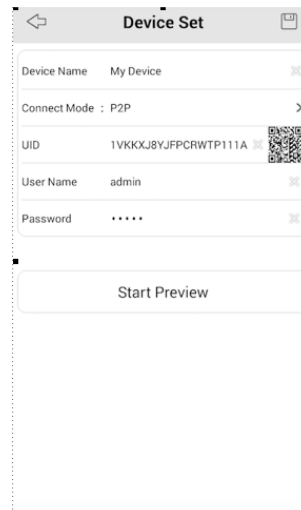 Device Set
Device Name My Device
Connect Mode : P2P
UID 1VKKXJ8YJFPCRWTP111A
User Name admin
Password •••••
Start Preview